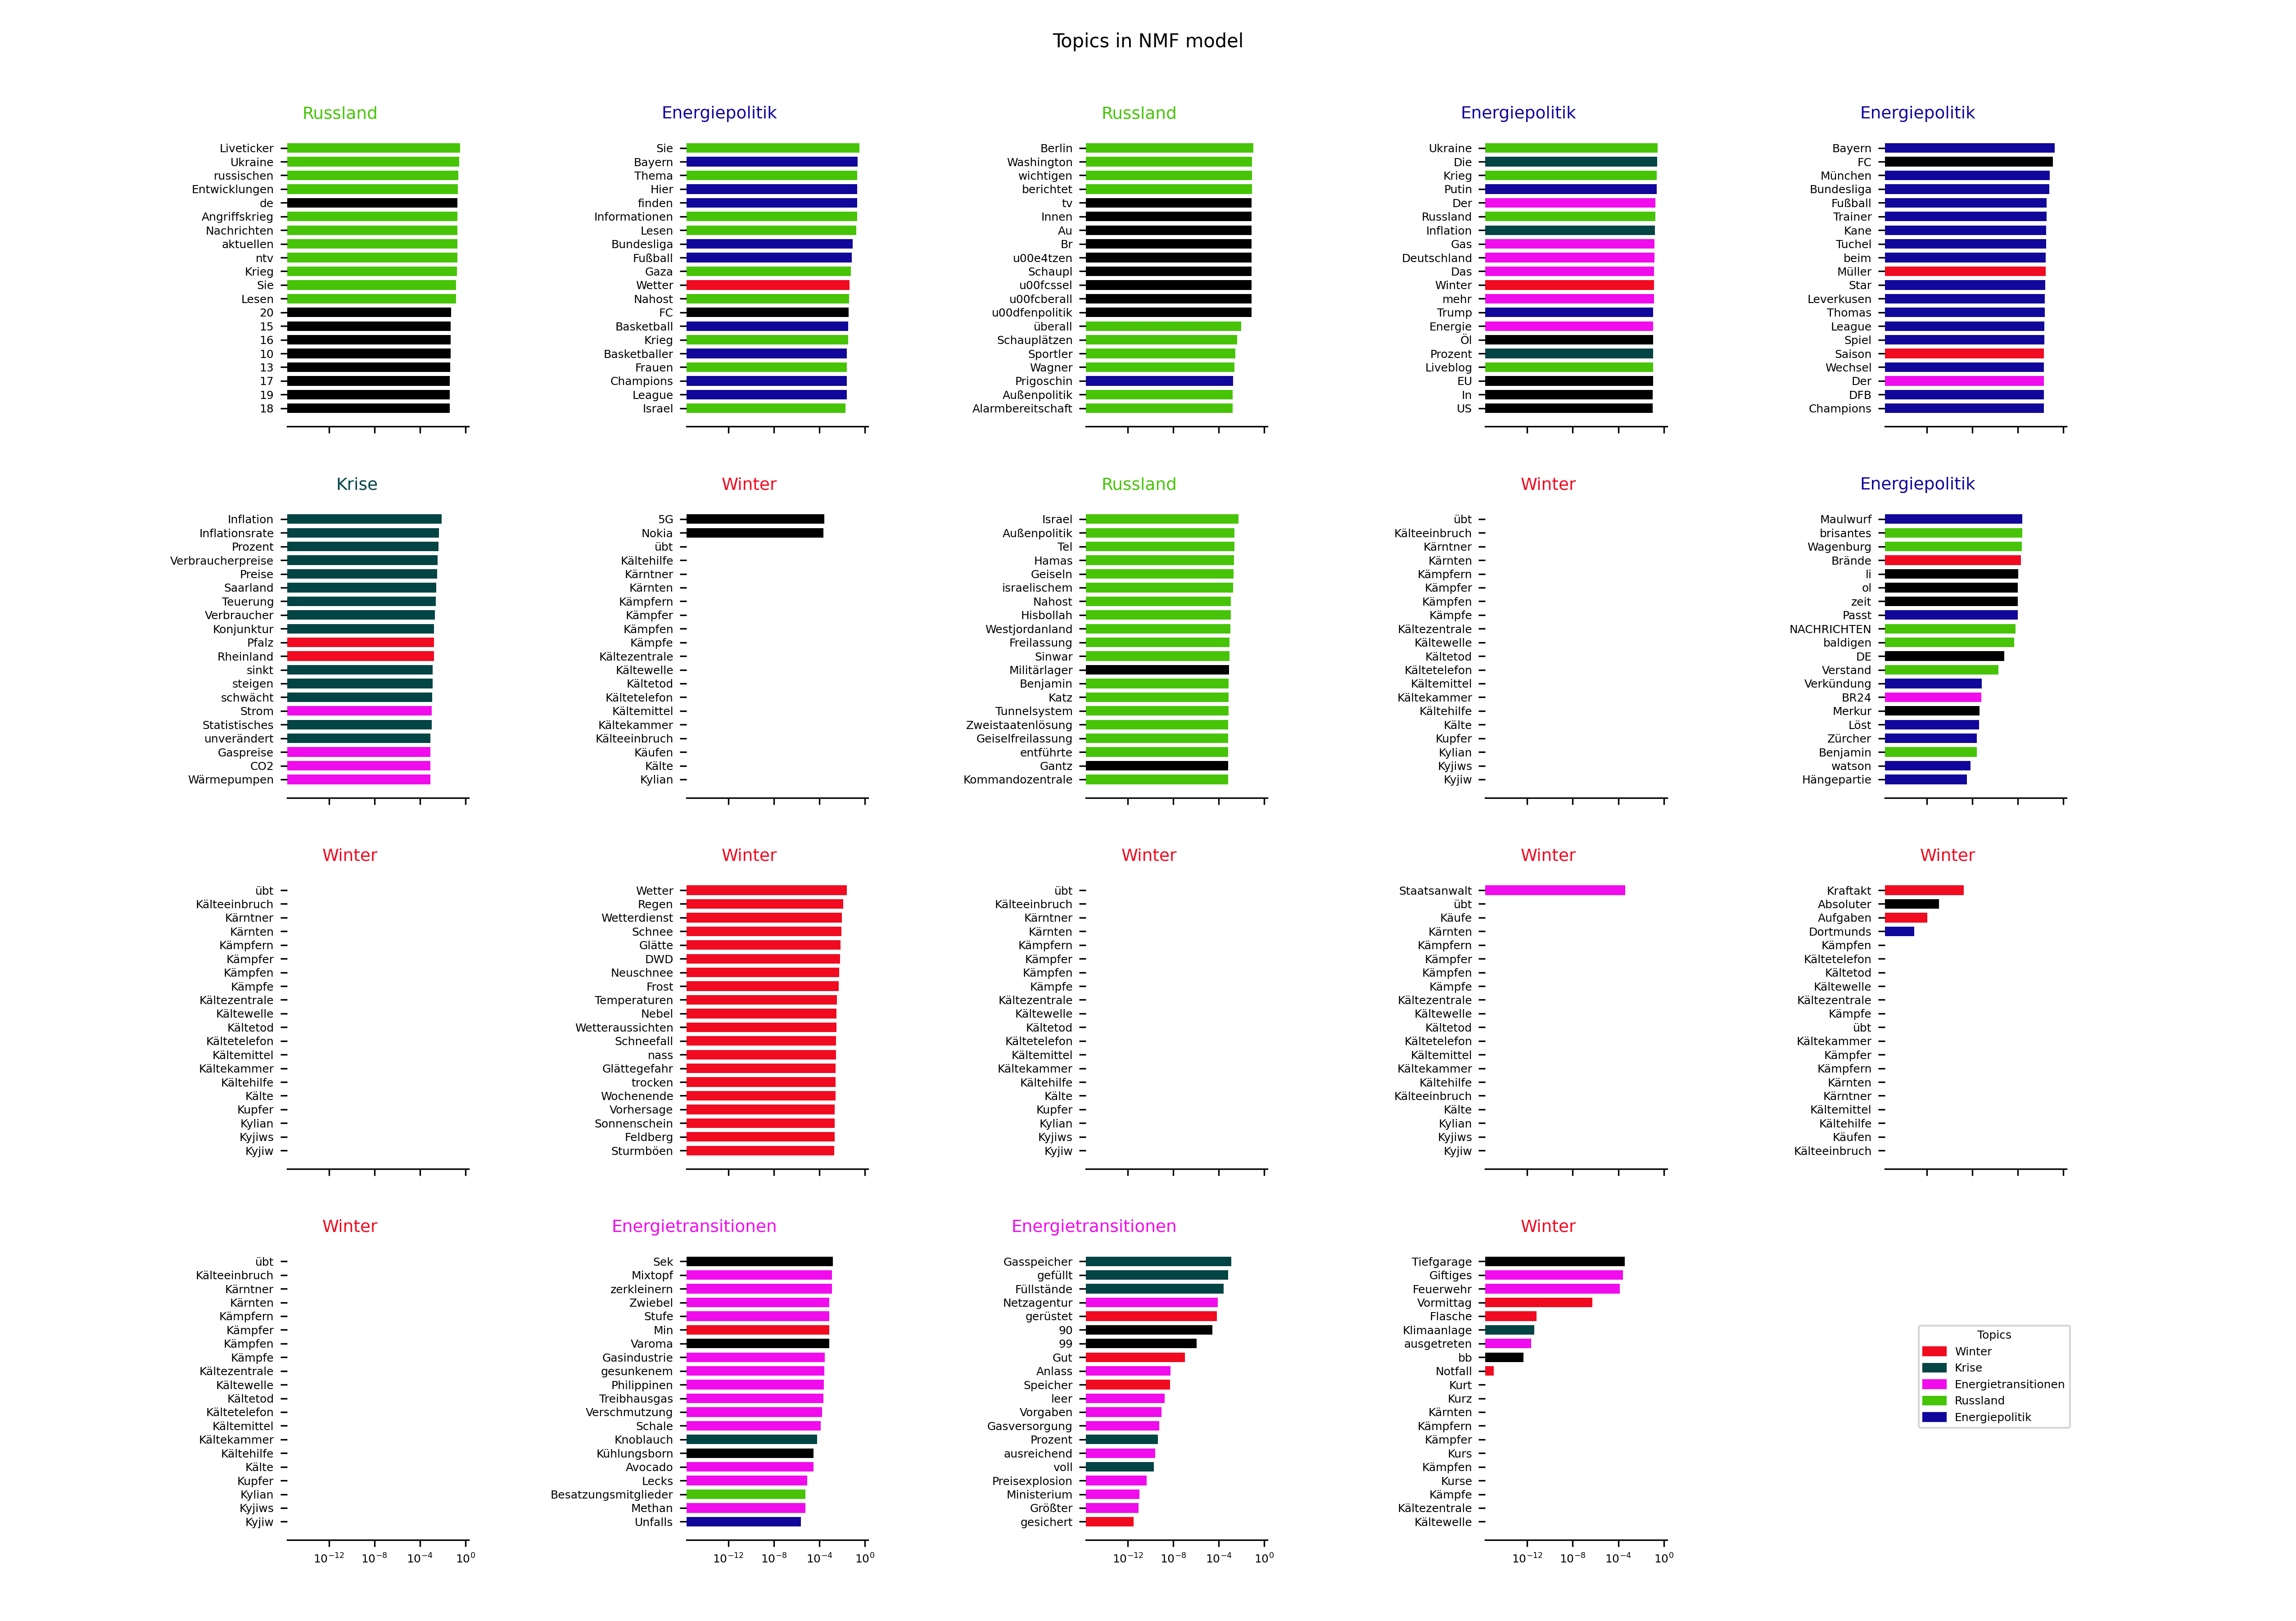 Topics in NMF model
Russland
Liveticker
Ukraine
russischen
Entwicklungen
de
Angriffskrieg
Nachrichten
aktuellen
ntv
Krieg
Sie
Lesen
20
15
16
10
13
17
19
18
Energiepolitik
Sie
Bayern
Thema
Hier
finden
Informationen
Lesen
Bundesliga
Fußball
Gaza
Wetter
Nahost
FC
Basketball
Krieg
Basketballer
Frauen
Champions
League
Israel
Russland
Berlin
Washington
wichtigen
berichtet
tv
Innen
Au
Br
u00e4tzen
Schaupl
u00fcssel
u00fcberall
u00dfenpolitik
überall
Schauplätzen
Sportler
Wagner
Prigoschin
Außenpolitik
Alarmbereitschaft
Energiepolitik
Ukraine
Die
Krieg
Putin
Der
Russland
Inflation
Gas
Deutschland
Das
Winter
mehr
Trump
Energie
Öl
Prozent
Liveblog
EU
In
US
Energiepolitik
Bayern
FC
München
Bundesliga
Fußball
Trainer
Kane
Tuchel
beim
Müller
Star
Leverkusen
Thomas
League
Spiel
Saison
Wechsel
Der
DFB
Champions
Krise
Inflation
Inflationsrate
Prozent
Verbraucherpreise
Preise
Saarland
Teuerung
Verbraucher
Konjunktur
Pfalz
Rheinland
sinkt
steigen
schwächt
Strom
Statistisches
unverändert
Gaspreise
CO2
Wärmepumpen
Winter
5G
Nokia
übt
Kältehilfe
Kärntner
Kärnten
Kämpfern
Kämpfer
Kämpfen
Kämpfe
Kältezentrale
Kältewelle
Kältetod
Kältetelefon
Kältemittel
Kältekammer
Kälteeinbruch
Käufen
Kälte
Kylian
Russland
Israel
Außenpolitik
Tel
Hamas
Geiseln
israelischem
Nahost
Hisbollah
Westjordanland
Freilassung
Sinwar
Militärlager
Benjamin
Katz
Tunnelsystem
Zweistaatenlösung
Geiselfreilassung
entführte
Gantz
Kommandozentrale
Winter
übt
Kälteeinbruch
Kärntner
Kärnten
Kämpfern
Kämpfer
Kämpfen
Kämpfe
Kältezentrale
Kältewelle
Kältetod
Kältetelefon
Kältemittel
Kältekammer
Kältehilfe
Kälte
Kupfer
Kylian
Kyjiws
Kyjiw
Energiepolitik
Maulwurf
brisantes
Wagenburg
Brände
li
ol
zeit
Passt
NACHRICHTEN
baldigen
DE
Verstand
Verkündung
BR24
Merkur
Löst
Zürcher
Benjamin
watson
Hängepartie
Winter
übt
Kälteeinbruch
Kärntner
Kärnten
Kämpfern
Kämpfer
Kämpfen
Kämpfe
Kältezentrale
Kältewelle
Kältetod
Kältetelefon
Kältemittel
Kältekammer
Kältehilfe
Kälte
Kupfer
Kylian
Kyjiws
Kyjiw
Winter
Wetter
Regen
Wetterdienst
Schnee
Glätte
DWD
Neuschnee
Frost
Temperaturen
Nebel
Wetteraussichten
Schneefall
nass
Glättegefahr
trocken
Wochenende
Vorhersage
Sonnenschein
Feldberg
Sturmböen
Winter
übt
Kälteeinbruch
Kärntner
Kärnten
Kämpfern
Kämpfer
Kämpfen
Kämpfe
Kältezentrale
Kältewelle
Kältetod
Kältetelefon
Kältemittel
Kältekammer
Kältehilfe
Kälte
Kupfer
Kylian
Kyjiws
Kyjiw
Winter
Staatsanwalt
übt
Käufe
Kärnten
Kämpfern
Kämpfer
Kämpfen
Kämpfe
Kältezentrale
Kältewelle
Kältetod
Kältetelefon
Kältemittel
Kältekammer
Kältehilfe
Kälteeinbruch
Kälte
Kylian
Kyjiws
Kyjiw
Winter
Kraftakt
Absoluter
Aufgaben
Dortmunds
Kämpfen
Kältetelefon
Kältetod
Kältewelle
Kältezentrale
Kämpfe
übt
Kältekammer
Kämpfer
Kämpfern
Kärnten
Kärntner
Kältemittel
Kältehilfe
Käufen
Kälteeinbruch
Winter
übt
Kälteeinbruch
Kärntner
Kärnten
Kämpfern
Kämpfer
Kämpfen
Kämpfe
Kältezentrale
Kältewelle
Kältetod
Kältetelefon
Kältemittel
Kältekammer
Kältehilfe
Kälte
Kupfer
Kylian
Kyjiws
Kyjiw
10⁻¹² 10⁻⁸ 10⁻⁴ 10⁰
Energietransitionen
Sek
Mixtopf
zerkleinern
Zwiebel
Stufe
Min
Varoma
Gasindustrie
gesunkenem
Philippinen
Treibhausgas
Verschmutzung
Schale
Knoblauch
Kühlungsborn
Avocado
Lecks
Besatzungsmitglieder
Methan
Unfalls
10⁻¹² 10⁻⁸ 10⁻⁴ 10⁰
Energietransitionen
Gasspeicher
gefüllt
Füllstände
Netzagentur
gerüstet
90
99
Gut
Anlass
Speicher
leer
Vorgaben
Gasversorgung
Prozent
ausreichend
voll
Preisexplosion
Ministerium
Größter
gesichert
10⁻¹² 10⁻⁸ 10⁻⁴ 10⁰
Winter
Tiefgarage
Giftiges
Feuerwehr
Vormittag
Flasche
Klimaanlage
ausgetreten
bb
Notfall
Kurt
Kurz
Kärnten
Kämpfern
Kämpfer
Kurs
Kämpfen
Kurse
Kämpfe
Kältezentrale
Kältewelle
10⁻¹² 10⁻⁸ 10⁻⁴ 10⁰
Topics
Winter
Krise
Energietransitionen
Russland
Energiepolitik